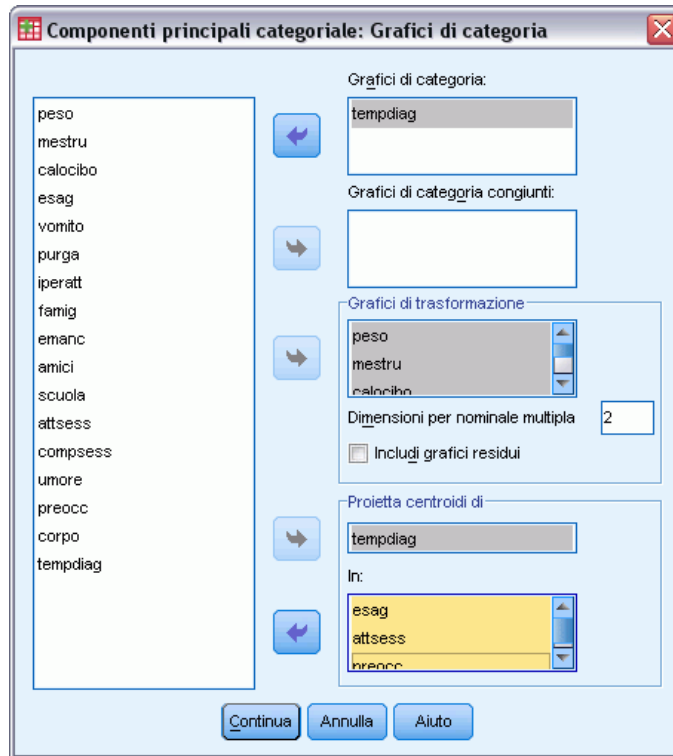 Componenti principali categoriale: Grafici di categoria
peso
mestru
calocibo
esag
vomito
purga
iperatt
famig
emanc
amici
scuola
attsess
compsess
umore
preocc
corpo
tempdiag
Grafici di categoria:
tempdiag
Grafici di categoria congiunti:
Grafici di trasformazione
peso
mestru
calocibo
Dimensioni per nominale multipla 2
Includi grafici residui
Proietta centroidi di
tempdiag
In:
esag
attsess
preocc
Continua Annulla Aiuto